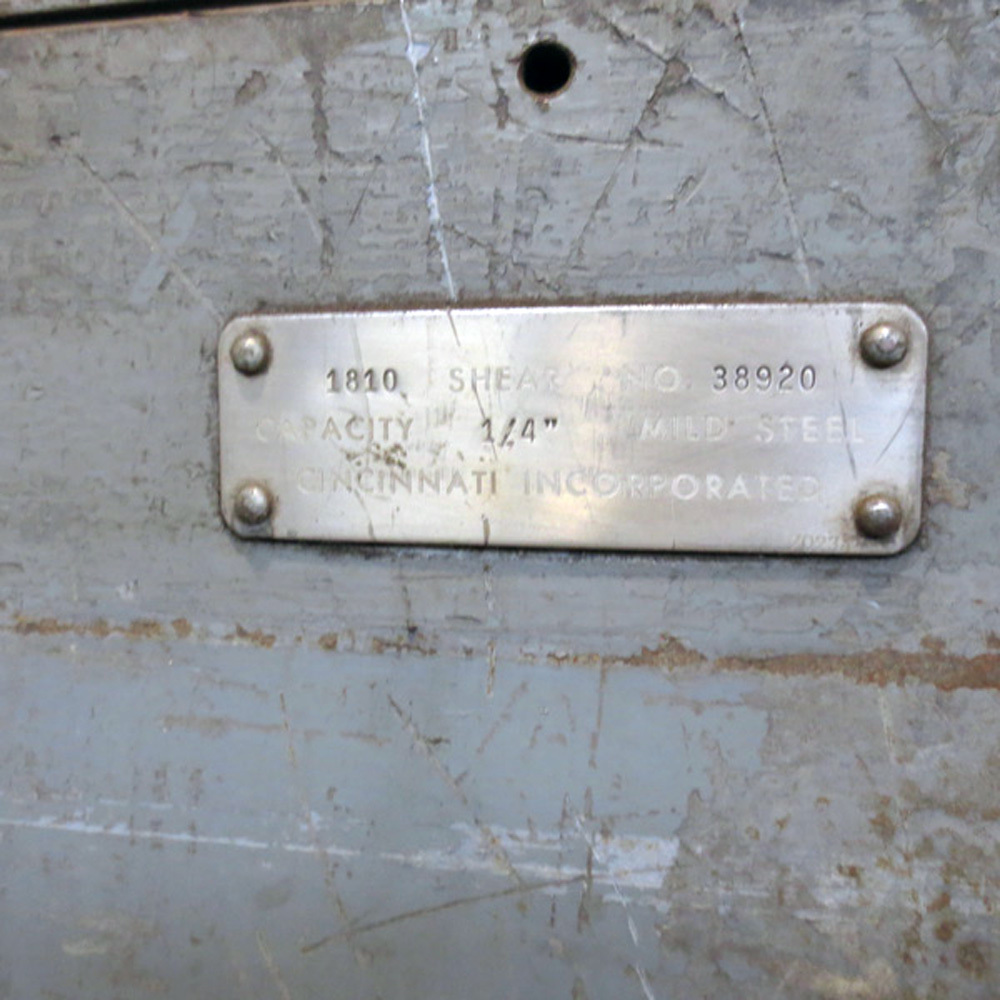 1810 SHEAR NO. 38920
CAPACITY 1/4" MILD STEEL
CINCINNATI INCORPORATED